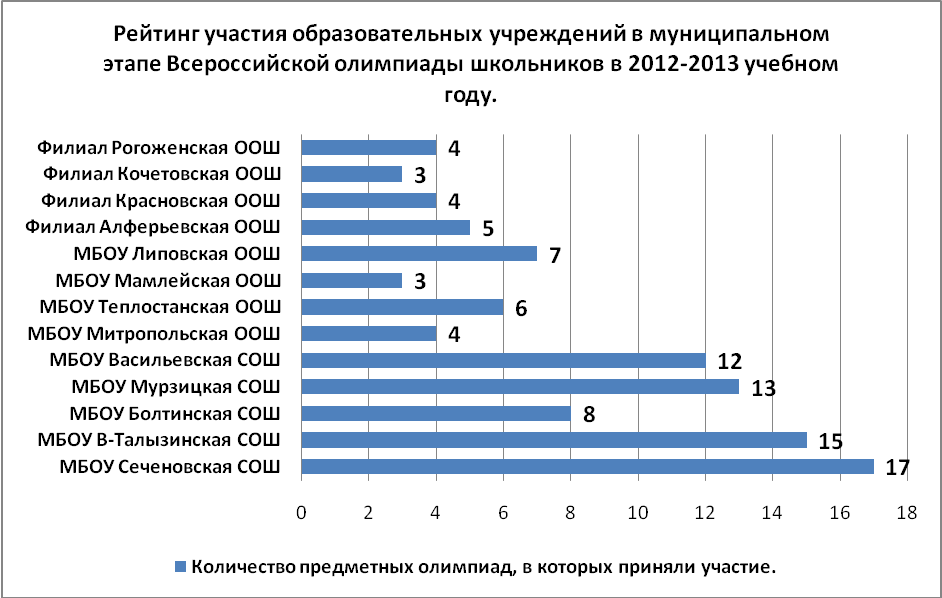 Рейтинг участия образовательных учреждений в муниципальном
этапе Всероссийской олимпиады школьников в 2012-2013 учебном
году.
Филиал Рогоженская ООШ 4
Филиал Кочетовская ООШ 3
Филиал Красновская ООШ 4
Филиал Алферьевская ООШ 5
МБОУ Липовская ООШ 7
МБОУ Мамлейская ООШ 3
МБОУ Теплостанская ООШ 6
МБОУ Митропольская ООШ 4
МБОУ Васильевская СОШ 12
МБОУ Мурзицкая СОШ 13
МБОУ Болтинская СОШ 8
МБОУ В-Талызинская СОШ 15
МБОУ Сеченовская СОШ 17
0 2 4 6 8 10 12 14 16 18
Количество предметных олимпиад, в которых приняли участие.